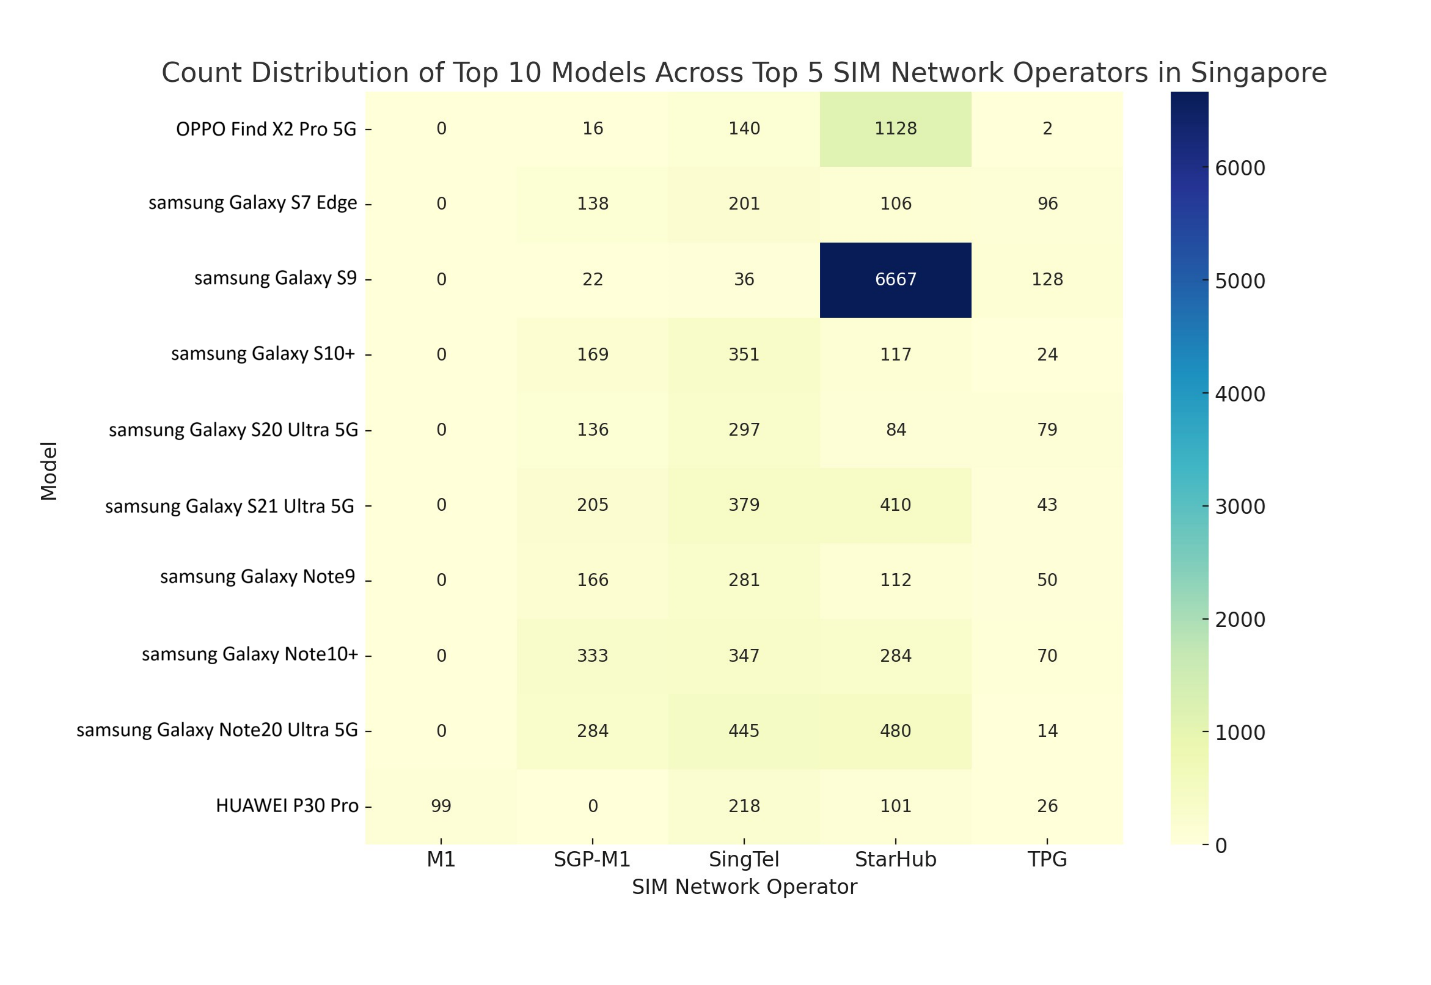 Count Distribution of Top 10 Models Across Top 5 SIM Network Operators in Singapore
OPPO Find X2 Pro 5G 0 16 140 1128 2
samsung Galaxy S7 Edge 0 138 201 106 96
samsung Galaxy S9 0 22 36 6667 128
samsung Galaxy S10+ 0 169 351 117 24
samsung Galaxy S20 Ultra 5G 0 136 297 84 79
samsung Galaxy S21 Ultra 5G 0 205 379 410 43
samsung Galaxy Note9 0 166 281 112 50
samsung Galaxy Note10+ 0 333 347 284 70
samsung Galaxy Note20 Ultra 5G 0 284 445 480 14
HUAWEI P30 Pro 99 0 218 101 26
M1 SGP-M1 SingTel StarHub TPG
SIM Network Operator
Model
6000
5000
4000
3000
2000
1000
0